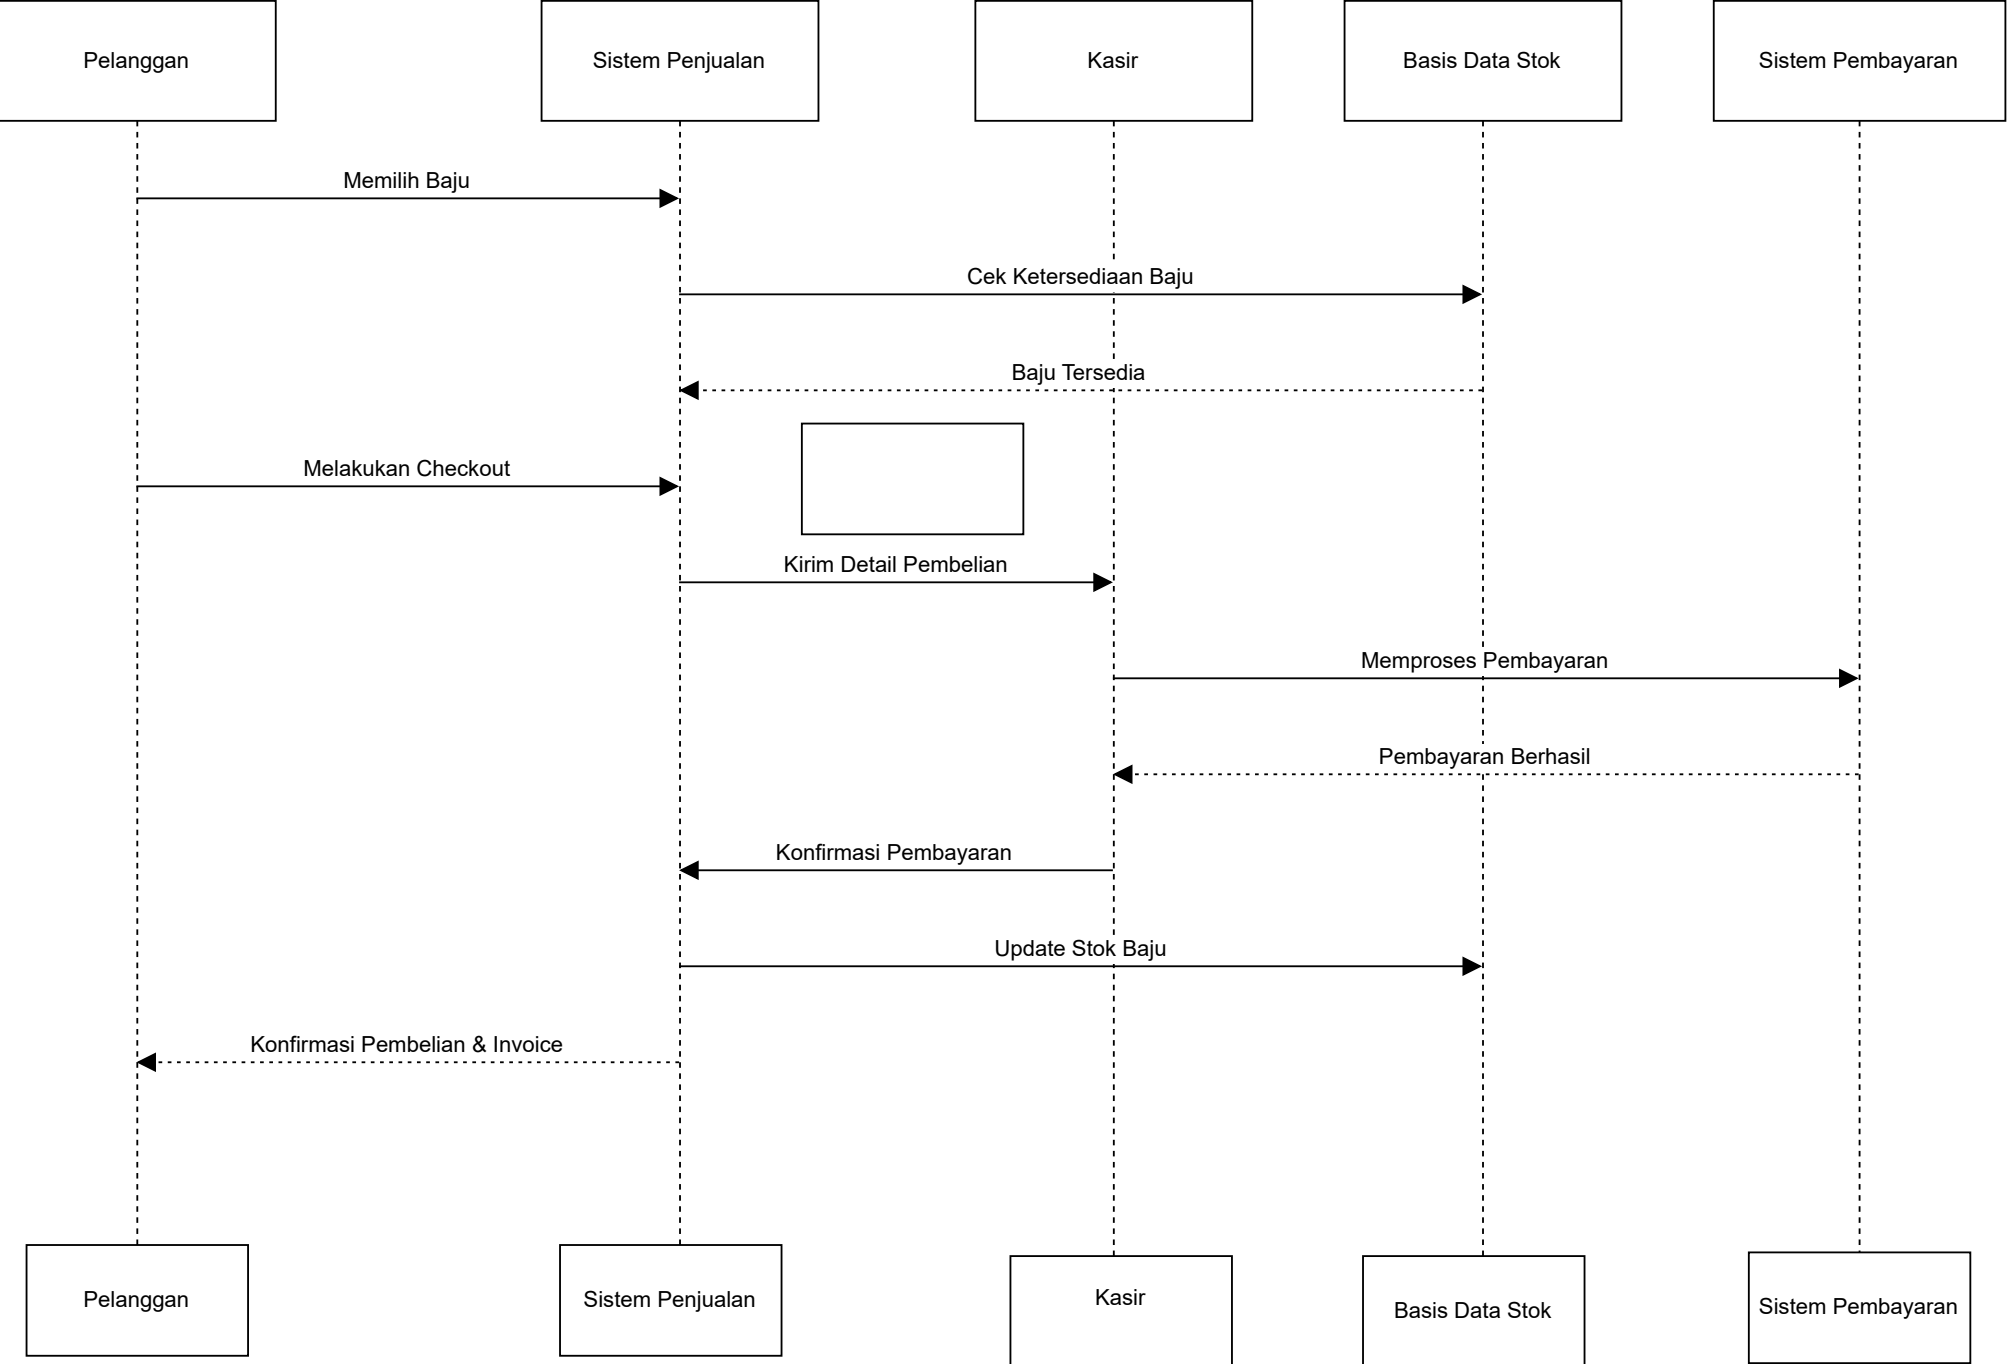 Pelanggan
Sistem Penjualan
Kasir
Basis Data Stok
Sistem Pembayaran
Memilih Baju
Cek Ketersediaan Baju
Baju Tersedia
Melakukan Checkout
Kirim Detail Pembelian
Memproses Pembayaran
Pembayaran Berhasil
Konfirmasi Pembayaran
Update Stok Baju
Konfirmasi Pembelian & Invoice
Pelanggan
Sistem Penjualan
Kasir
Basis Data Stok
Sistem Pembayaran